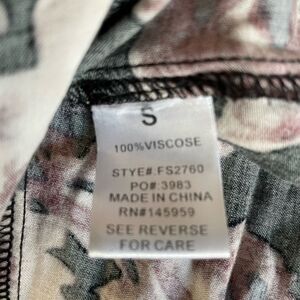 S
100%VISCOSE
STYE#.FS2760
PO#:3983
MADE IN CHINA
RN#145959
SEE REVERSE
FOR CARE